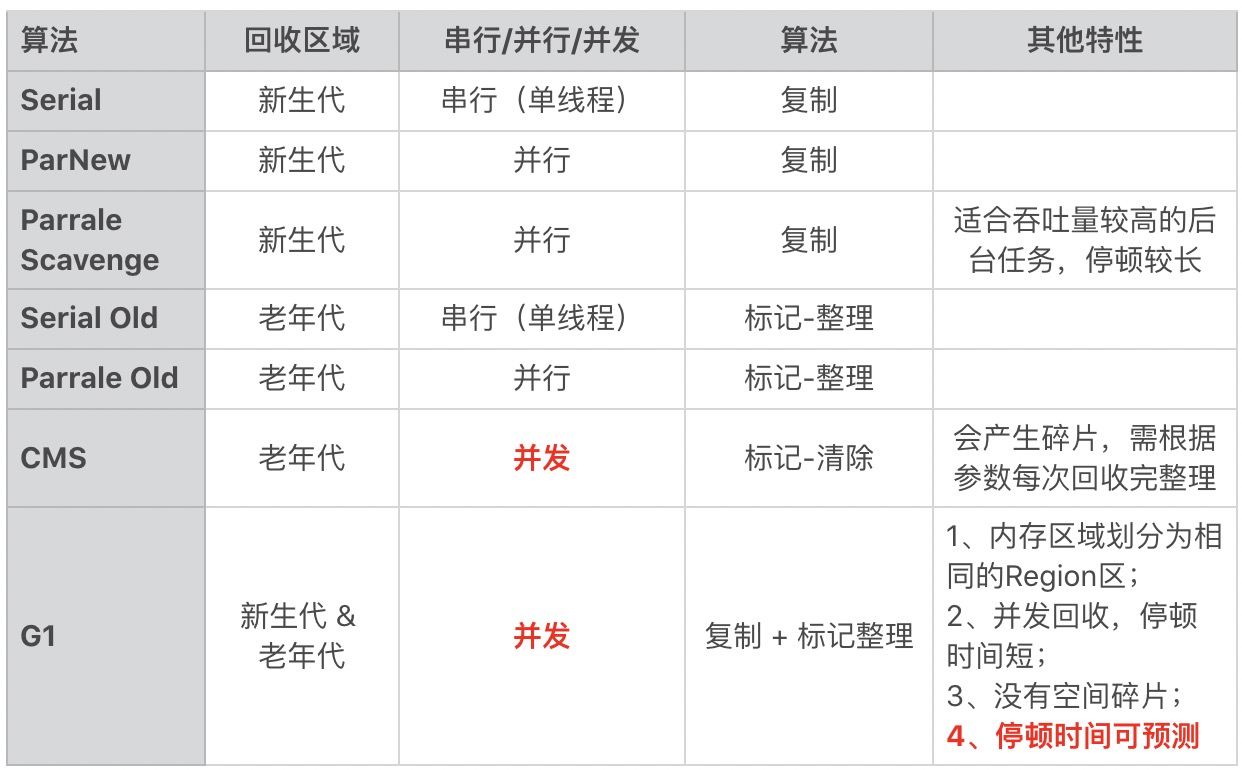 算法 回收区域 串行/并行/并发 算法 其他特性
Serial 新生代 串行（单线程） 复制
ParNew 新生代 并行 复制
Parrale
Scavenge
新生代 并行 复制
适合吞吐量较高的后
台任务，停顿较长
Serial Old 老年代 串行（单线程） 标记-整理
Parrale Old 老年代 并行 标记-整理
CMS 老年代 并发 标记-清除
会产生碎片，需根据
参数每次回收完整理
G1
新生代 &
老年代
并发 复制 + 标记整理
1、内存区域划分为相
同的Region区；
2、并发回收，停顿
时间短；
3、没有空间碎片；
4、停顿时间可预测